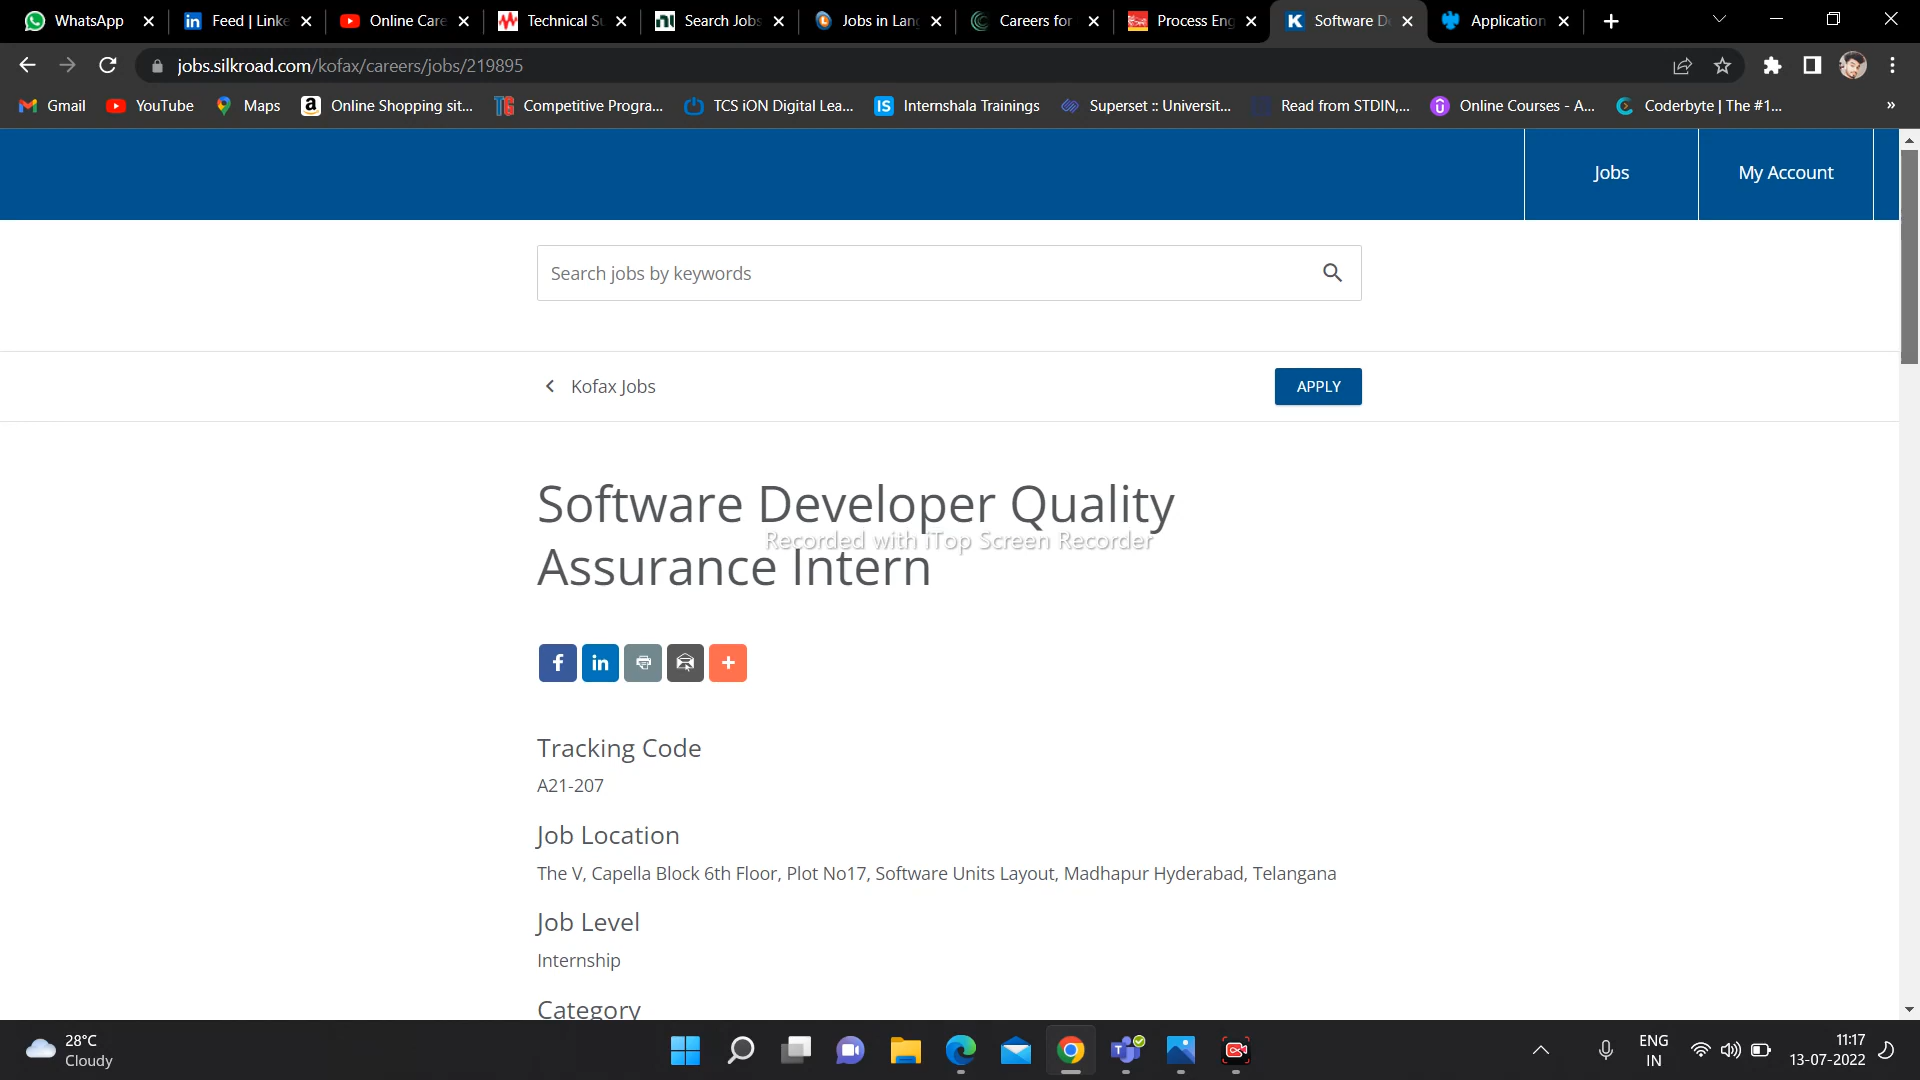 WhatsApp
Feed | Linke
Online Care
Technical Su
Search Jobs
Jobs in Lang
Careers for
Process Eng
Software De
Application
jobs.silkroad.com/kofax/careers/jobs/219895
Gmail
YouTube
Maps
Online Shopping sit...
Competitive Progra...
TCS iON Digital Lea...
Internshala Trainings
Superset :: Universit...
Read from STDIN,...
Online Courses - A...
Coderbyte | The #1...
»
Jobs
My Account
Search jobs by keywords
Kofax Jobs
APPLY
Software Developer Quality
Recorded with iTop Screen Recorder
Assurance Intern
Tracking Code
A21-207
Job Location
The V, Capella Block 6th Floor, Plot No17, Software Units Layout, Madhapur Hyderabad, Telangana
Job Level
Internship
Category
28°C
Cloudy
ENG
IN
11:17
13-07-2022